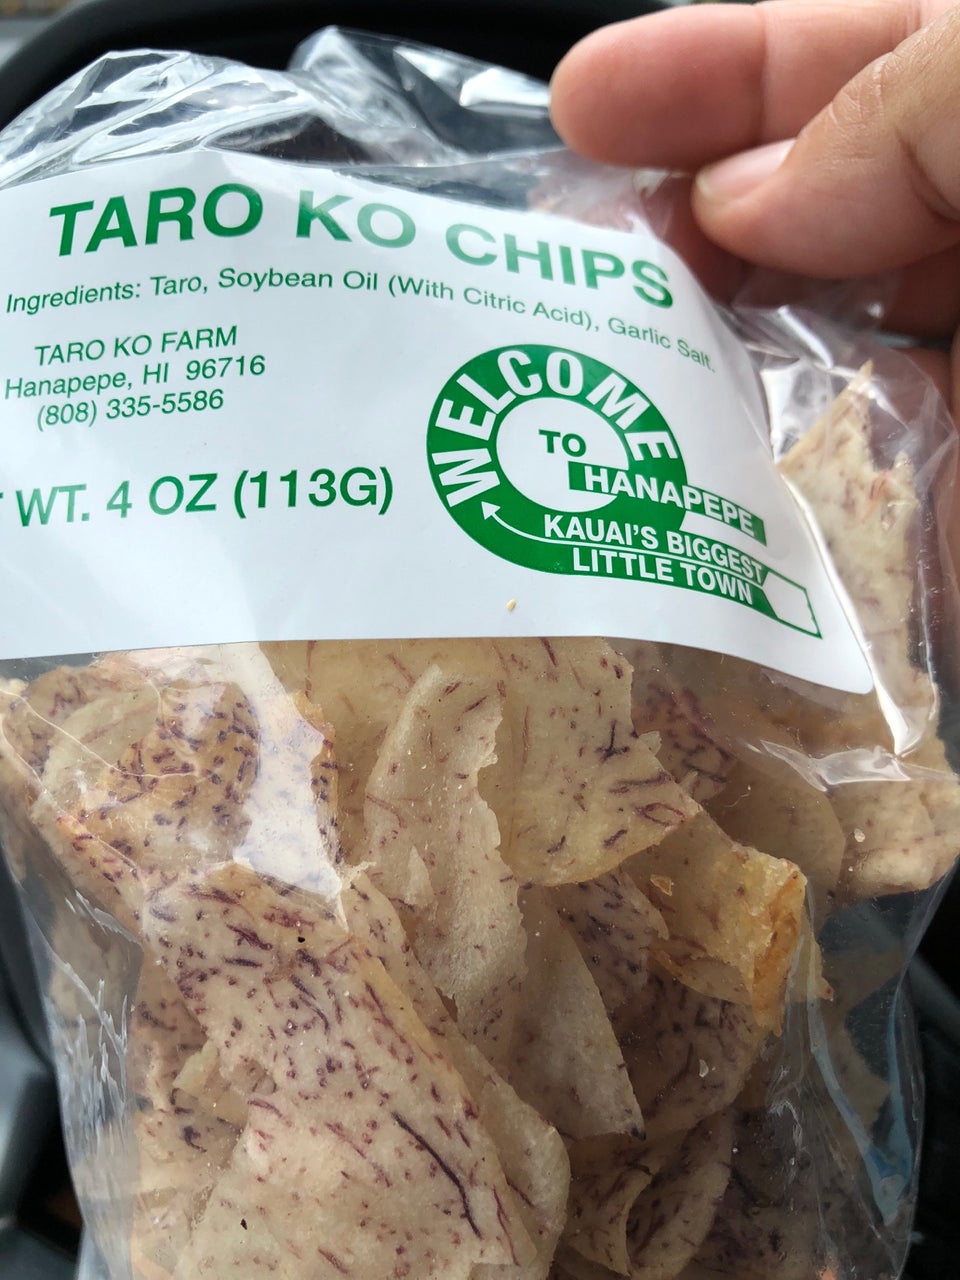 TARO KO CHIPS
Ingredients: Taro, Soybean Oil (With Citric Acid), Garlic Salt.
TARO KO FARM
Hanapepe, HI 96716
(808) 335-5586
WT. 4 OZ (113G)
WELCOME
TO
HANAPEPE
KAUAI'S BIGGEST
LITTLE TOWN